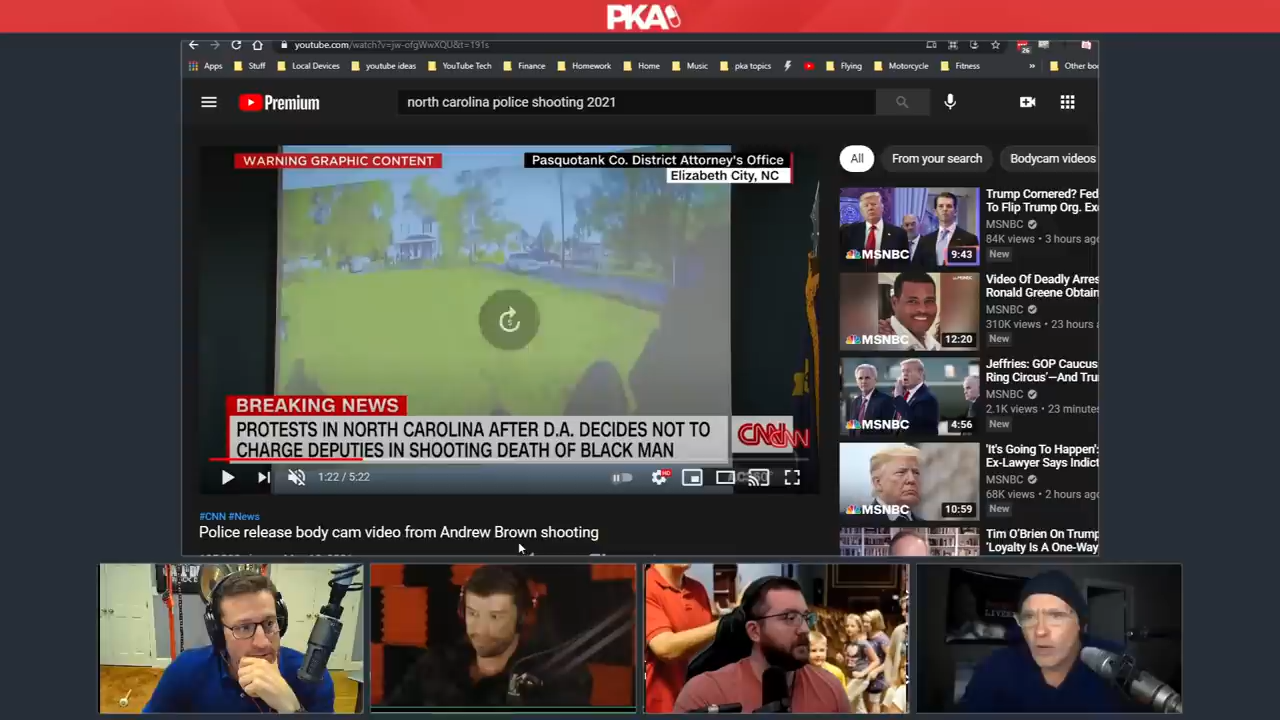 PKA
youtube.com/watch?v=jw-ofgWwXQU&t=191s
Apps Stuff Local Devices youtube ideas YouTube Tech Finance Homework Home Music pka topics Flying Motorcycle Fitness » Other boo
Premium
north carolina police shooting 2021
WARNING GRAPHIC CONTENT
Pasquotank Co. District Attorney's Office
Elizabeth City, NC
BREAKING NEWS
PROTESTS IN NORTH CAROLINA AFTER D.A. DECIDES NOT TO
CHARGE DEPUTIES IN SHOOTING DEATH OF BLACK MAN
CNN
5
1:22 / 5:22
HD
#CNN #News
Police release body cam video from Andrew Brown shooting
All From your search Bodycam videos
Trump Cornered? Fed
To Flip Trump Org. Ex
MSNBC
84K views • 3 hours ago
New
MSNBC
9:43
Video Of Deadly Arres
Ronald Greene Obtain
MSNBC
310K views • 23 hours a
New
MSNBC
12:20
Jeffries: GOP Caucus
Ring Circus'—And Tru
MSNBC
2.1K views • 23 minute
New
MSNBC
4:56
'It's Going To Happen':
Ex-Lawyer Says Indict
MSNBC
68K views • 2 hours a
New
MSNBC
10:59
Tim O'Brien On Trump
'Loyalty Is A One-Way